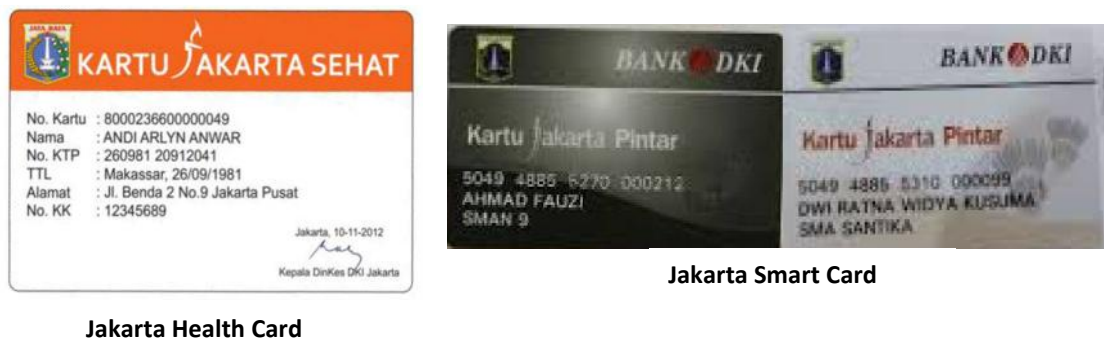 JAYA RAYA
KARTU JAKARTA SEHAT
No. Kartu : 8000236600000049
Nama : ANDI ARLYN ANWAR
No. KTP : 260981 20912041
TTL : Makassar, 26/09/1981
Alamat : Jl. Benda 2 No.9 Jakarta Pusat
No. KK : 12345689
Jakarta, 10-11-2012
Kepala DinKes DKI Jakarta
Jakarta Health Card
BANK DKI
Kartu Jakarta Pintar
5049 4885 5270 000212
AHMAD FAUZI
SMAN 9
BANK DKI
Kartu Jakarta Pintar
5049 4885 5310 000099
DWI RATNA WIDYA KUSUMA
SMA SANTIKA
Jakarta Smart Card